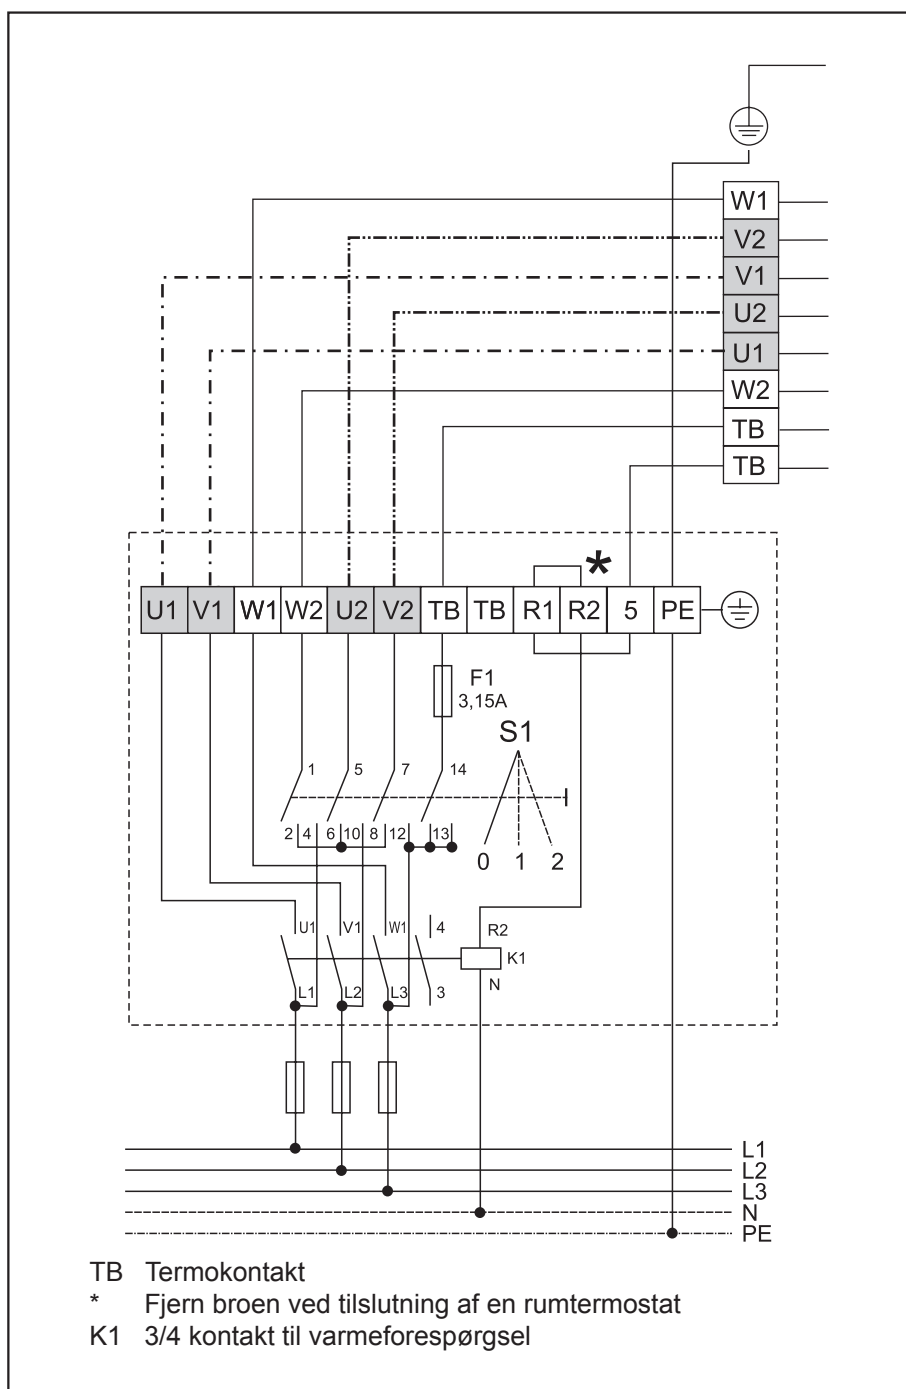 W1
V2
V1
U2
U1
W2
TB
TB
*
U1 V1 W1 W2 U2 V2 TB TB R1 R2 5 PE
F1
3,15A
S1
1 5 7 14
2 4 6 10 8 12 13
0 1 2
U1 V1 W1 4 R2
K1
L1 L2 L3 3 N
L1
L2
L3
N
PE
TB Termokontakt
* Fjern broen ved tilslutning af en rumtermostat
K1 3/4 kontakt til varmeforespørgsel